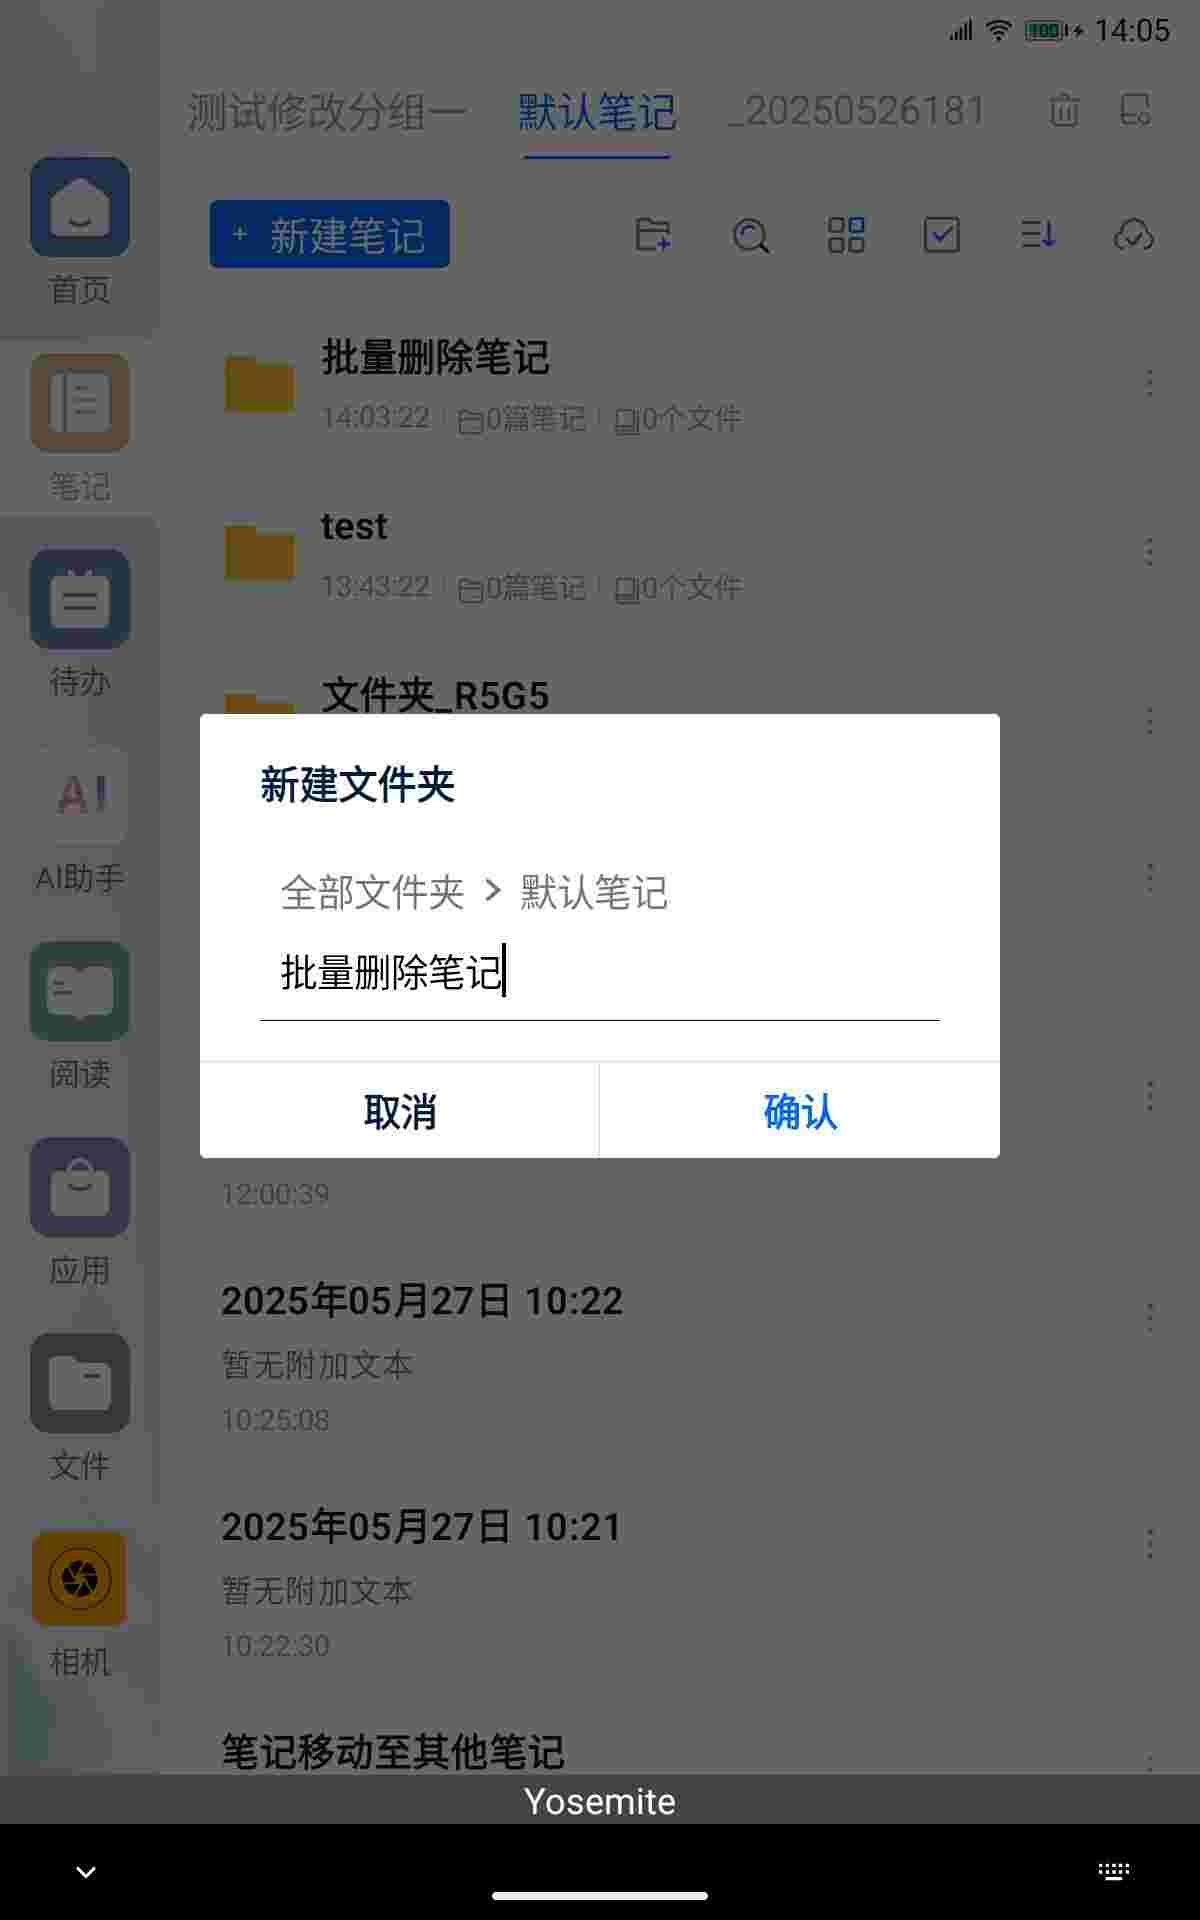 100 14:05
测试修改分组一 默认笔记 _20250526181
+ 新建笔记
首页
笔记
待办
AI
AI助手
阅读
应用
文件
相机
批量删除笔记
14:03:22 0篇笔记 0个文件
test
13:43:22 0篇笔记 0个文件
文件夹_R5G5
新建文件夹
全部文件夹 > 默认笔记
批量删除笔记
取消 确认
12:00:39
2025年05月27日 10:22
暂无附加文本
10:25:08
2025年05月27日 10:21
暂无附加文本
10:22:30
笔记移动至其他笔记
Yosemite